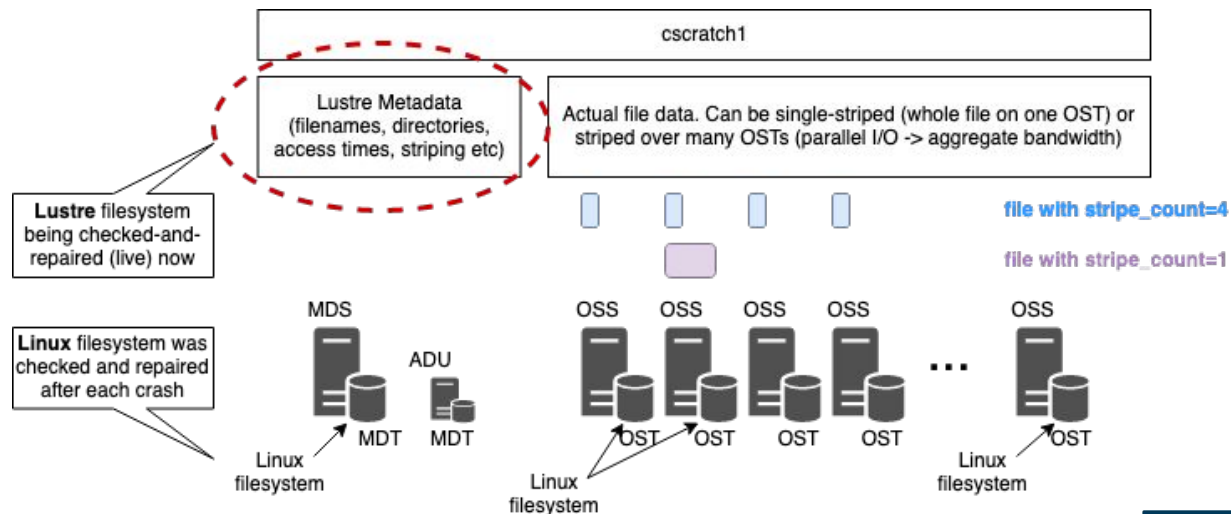 cscratch1
Lustre Metadata
(filenames, directories,
access times, striping etc)
Actual file data. Can be single-striped (whole file on one OST) or
striped over many OSTs (parallel I/O -> aggregate bandwidth)
Lustre filesystem
being checked-and-
repaired (live) now
file with stripe_count=4
file with stripe_count=1
Linux filesystem was
checked and repaired
after each crash
MDS
ADU
OSS
OSS
OSS
OSS
...
OSS
MDT
MDT
OST
OST
OST
OST
OST
Linux
filesystem
Linux
filesystem
Linux
filesystem